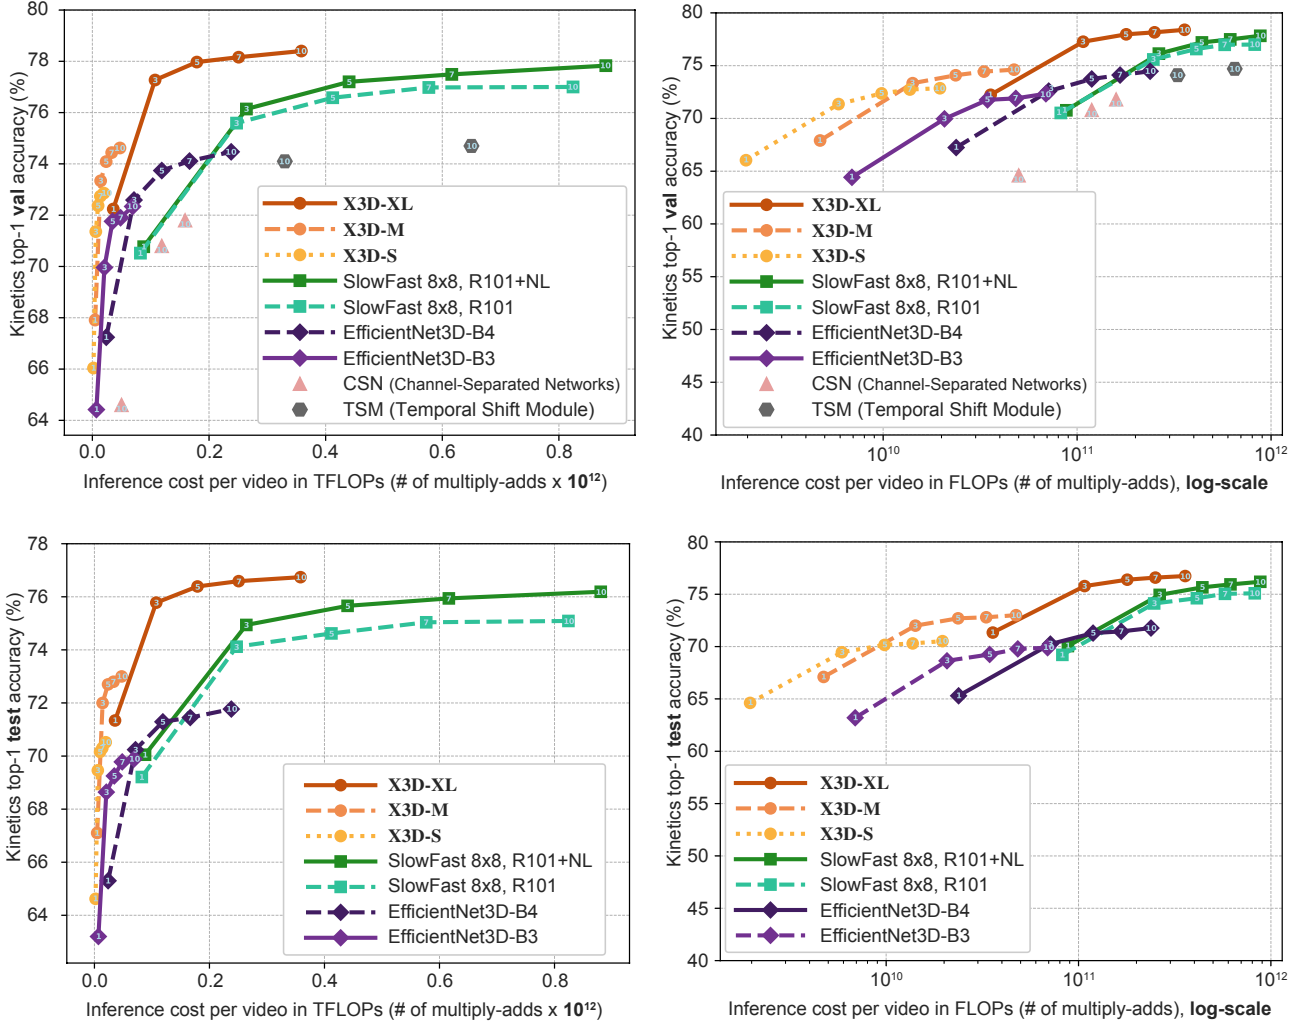 80
78
76
74
72
70
68
66
64
Kinetics top-1 val accuracy (%)
X3D-XL
X3D-M
X3D-S
SlowFast 8x8, R101+NL
SlowFast 8x8, R101
EfficientNet3D-B4
EfficientNet3D-B3
CSN (Channel-Separated Networks)
TSM (Temporal Shift Module)
0.0 0.2 0.4 0.6 0.8
Inference cost per video in TFLOPs (# of multiply-adds x 10¹²)
80
75
70
65
60
55
50
45
40
Kinetics top-1 val accuracy (%)
X3D-XL
X3D-M
X3D-S
SlowFast 8x8, R101+NL
SlowFast 8x8, R101
EfficientNet3D-B4
EfficientNet3D-B3
CSN (Channel-Separated Networks)
TSM (Temporal Shift Module)
10¹⁰ 10¹¹ 10¹²
Inference cost per video in FLOPs (# of multiply-adds), log-scale
78
76
74
72
70
68
66
64
Kinetics top-1 test accuracy (%)
X3D-XL
X3D-M
X3D-S
SlowFast 8x8, R101+NL
SlowFast 8x8, R101
EfficientNet3D-B4
EfficientNet3D-B3
0.0 0.2 0.4 0.6 0.8
Inference cost per video in TFLOPs (# of multiply-adds x 10¹²)
80
75
70
65
60
55
50
45
40
Kinetics top-1 test accuracy (%)
X3D-XL
X3D-M
X3D-S
SlowFast 8x8, R101+NL
SlowFast 8x8, R101
EfficientNet3D-B4
EfficientNet3D-B3
10¹⁰ 10¹¹ 10¹²
Inference cost per video in FLOPs (# of multiply-adds), log-scale